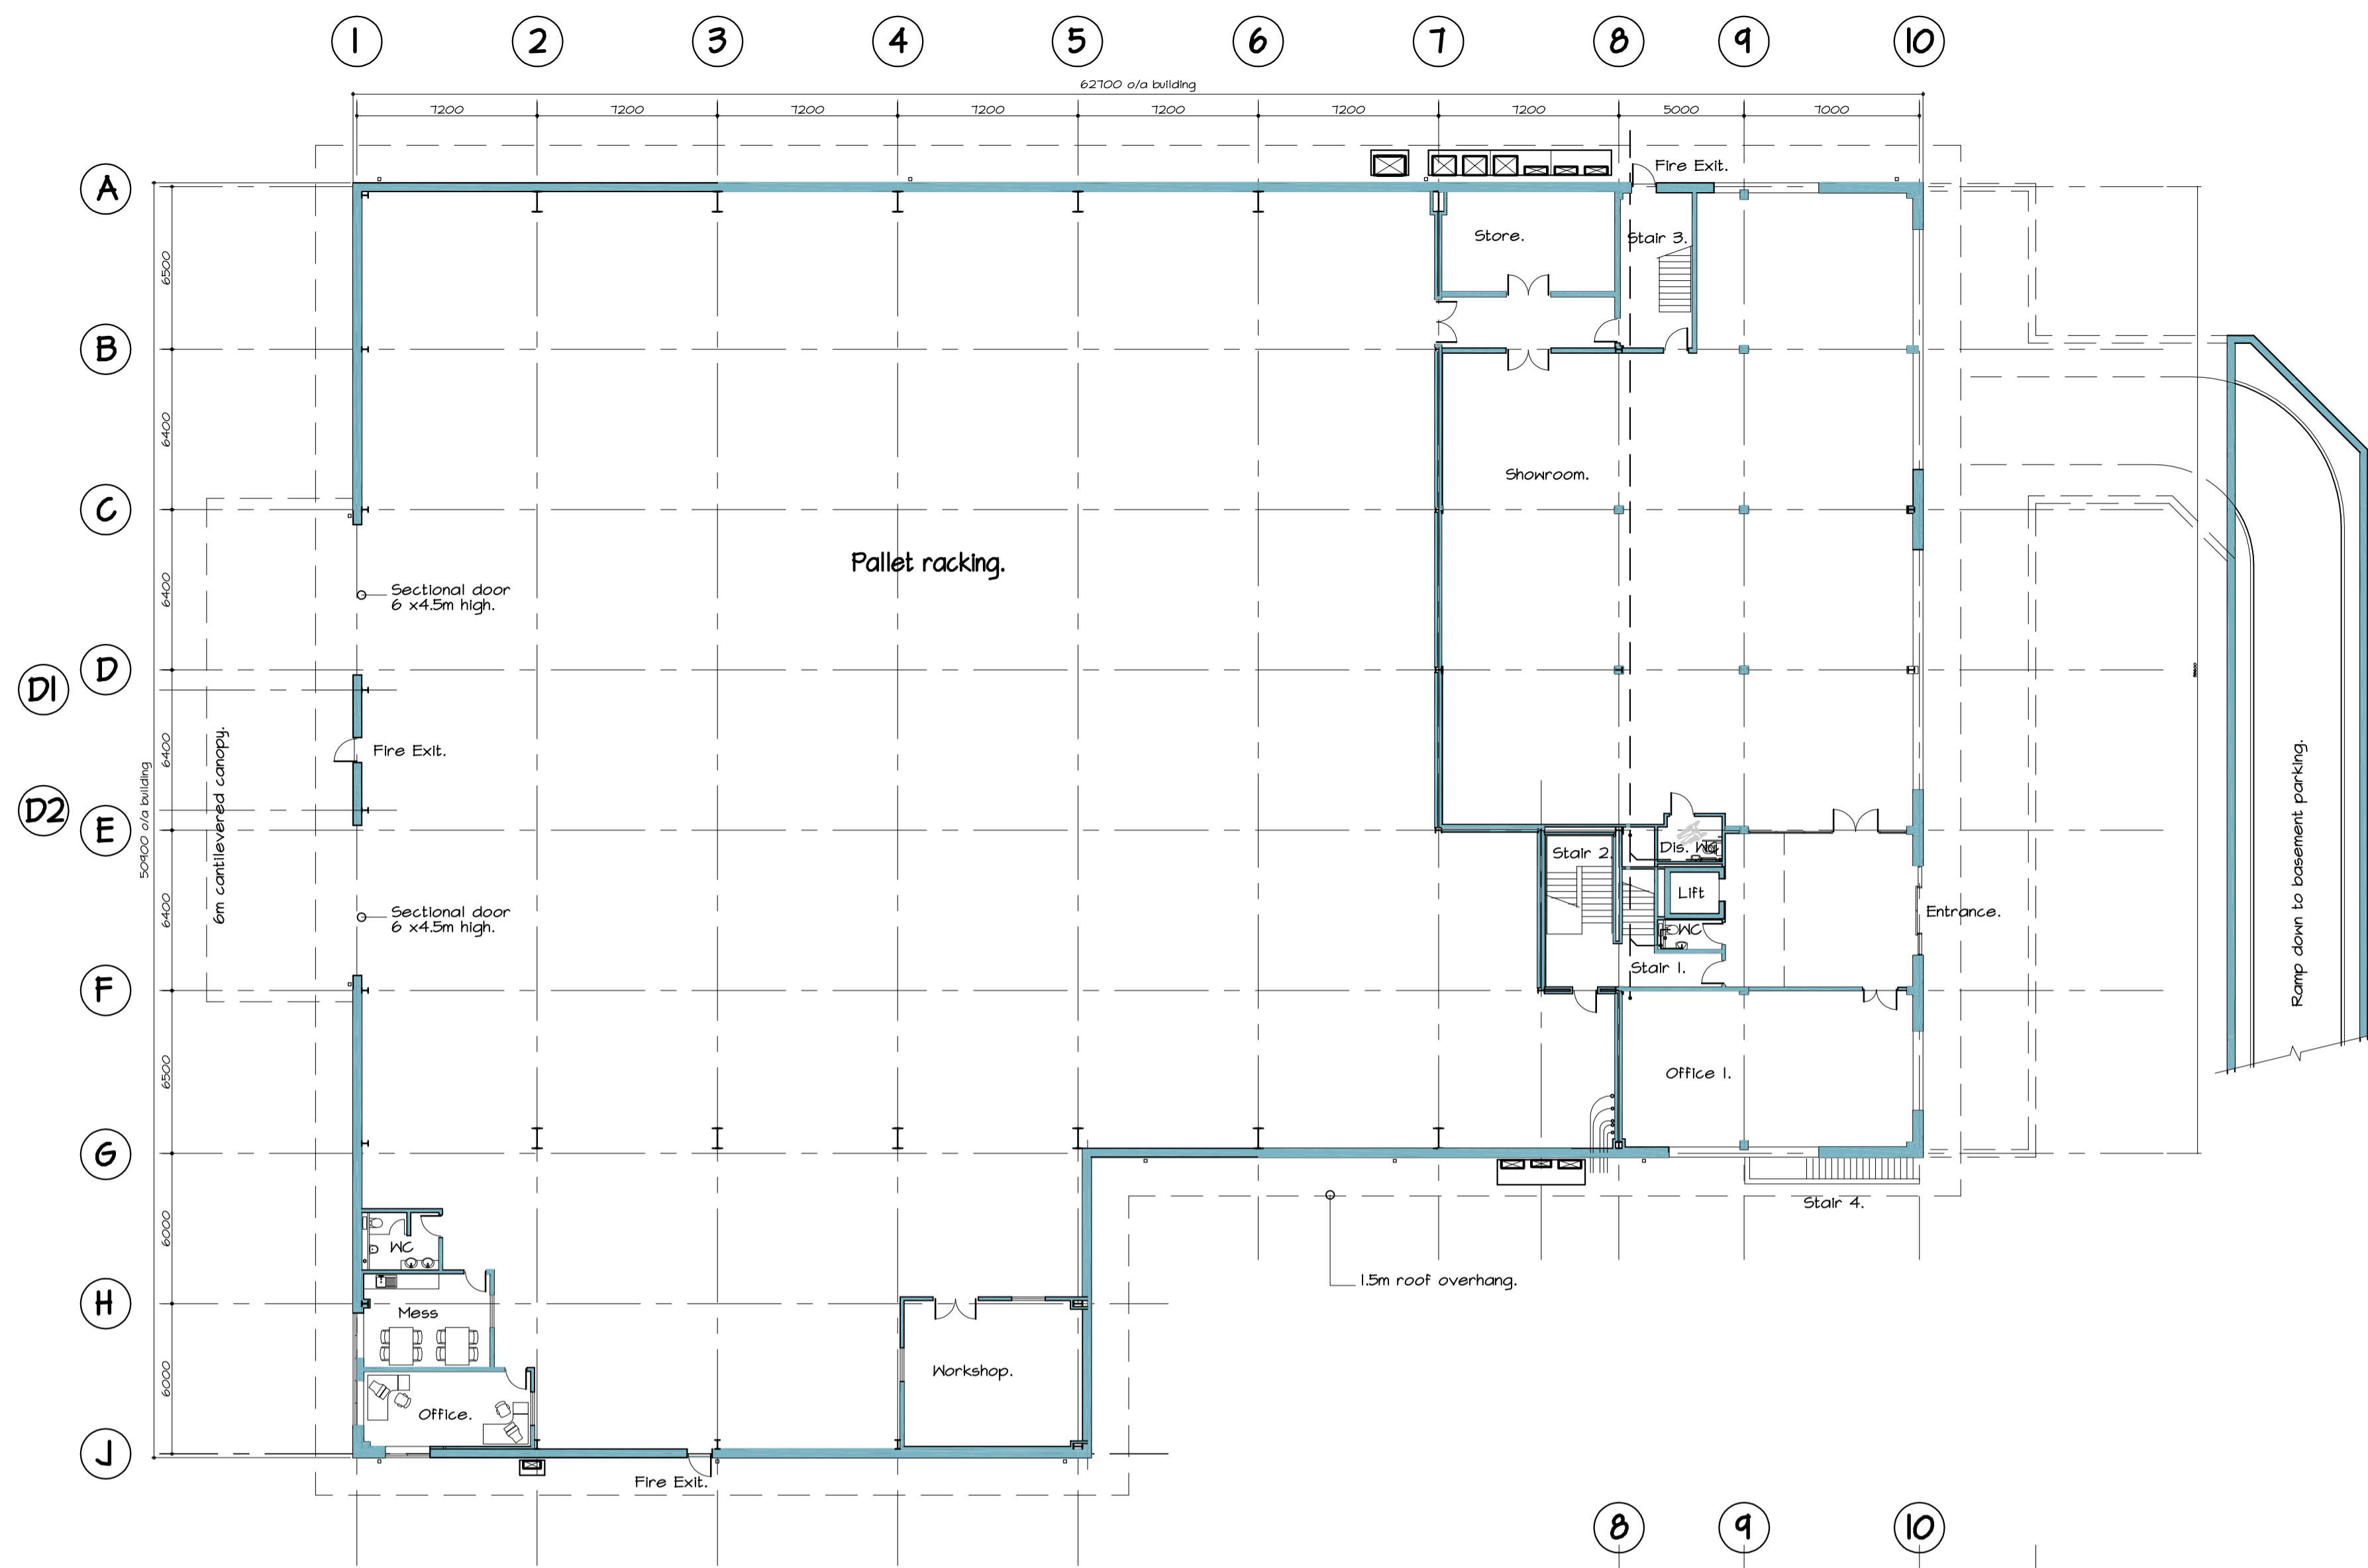 1 2 3 4 5 6 7 8 9 10
62700 o/a building
7200 7200 7200 7200 7200 7200 7200 5000 7000
Fire Exit.
A
Store.
Stair 3.
6500
B
6400
Showroom.
C
Pallet racking.
6400
Sectional door
6 x4.5m high.
D
D1
Fire Exit.
6400
6m cantilevered canopy.
50900 o/a building
Ramp down to basement parking.
D2
E
Stair 2.
Dis. WC
Lift
6400
Sectional door
6 x4.5m high.
Entrance.
WC
Stair 1.
F
6500
Office 1.
G
Stair 4.
6000
WC
1.5m roof overhang.
H
Mess
6000
Workshop.
Office.
J
Fire Exit.
8 9 10